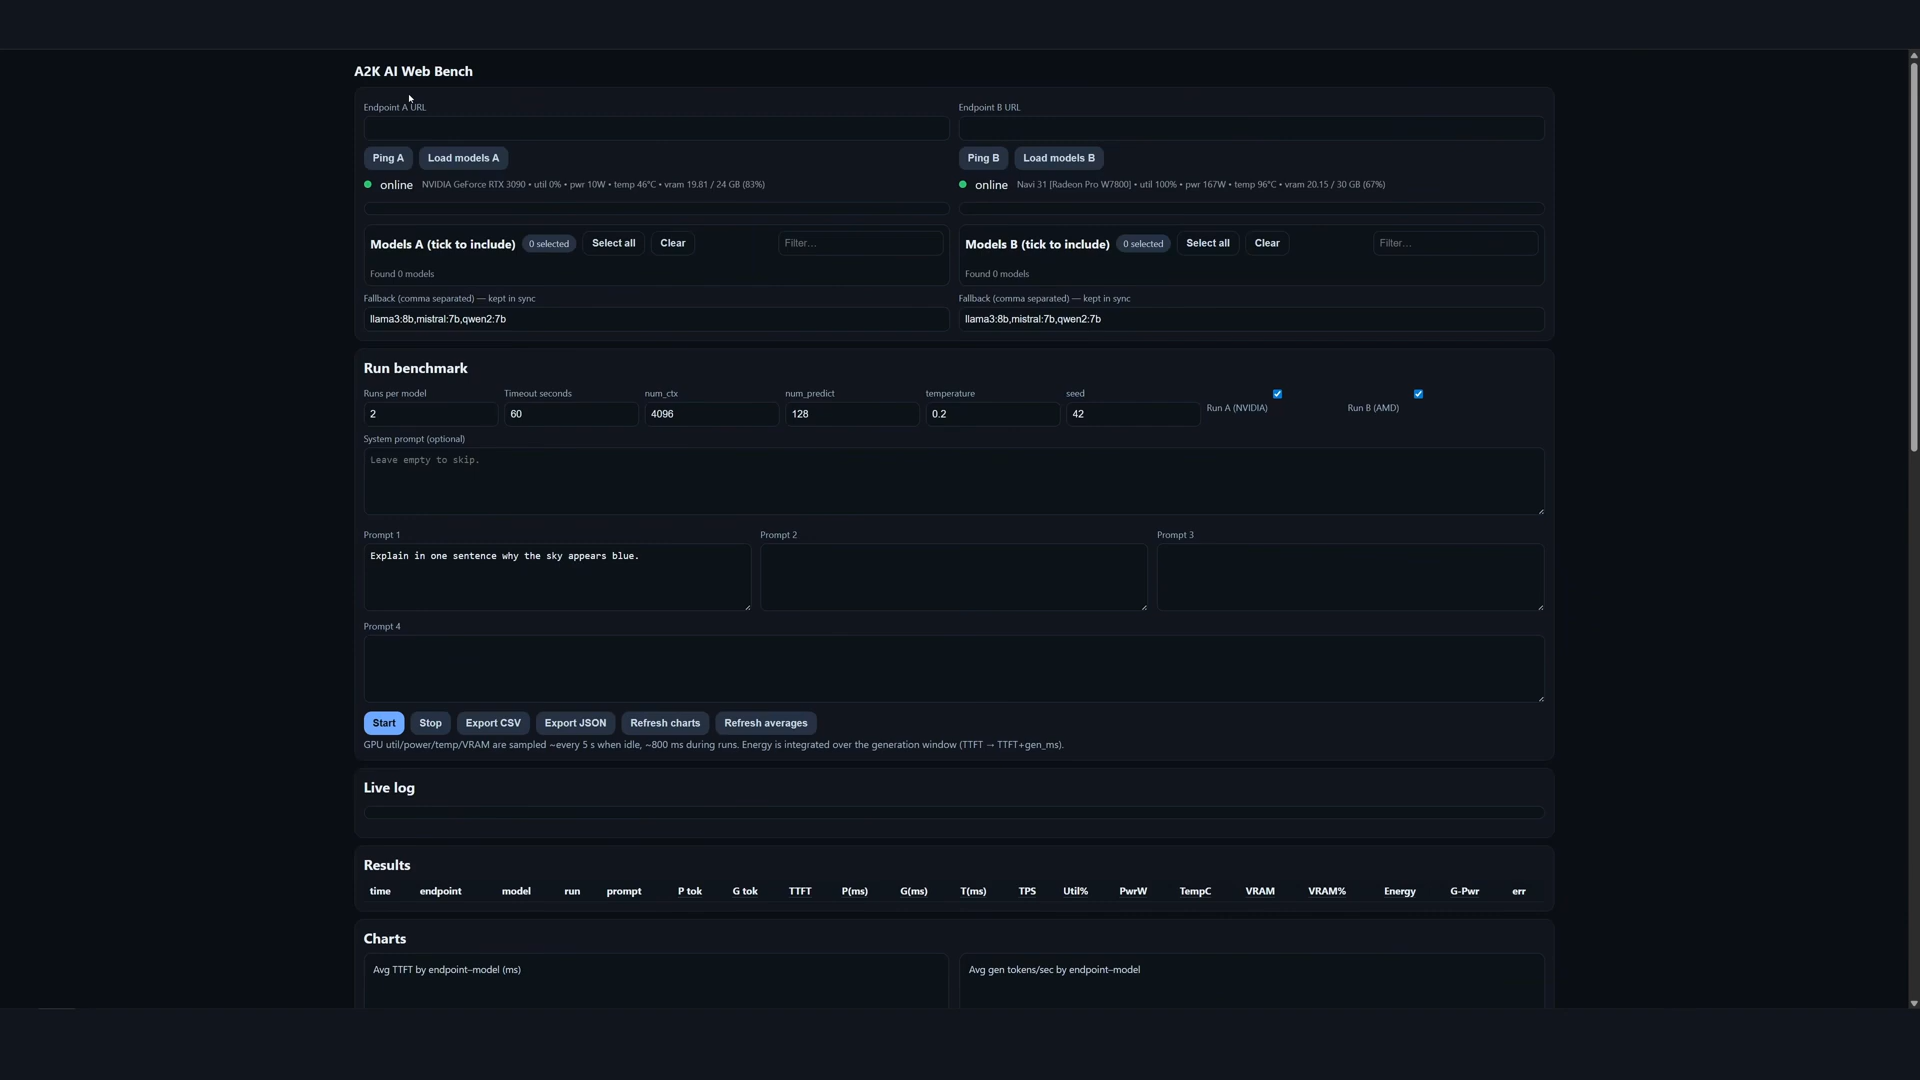 A2K AI Web Bench
Endpoint A URL
Ping A Load models A
online NVIDIA GeForce RTX 3090 • util 0% • pwr 10W • temp 46°C • vram 19.81 / 24 GB (83%)
Models A (tick to include) 0 selected Select all Clear Filter...
Found 0 models
Fallback (comma separated) — kept in sync
llama3:8b,mistral:7b,qwen2:7b
Endpoint B URL
Ping B Load models B
online Navi 31 [Radeon Pro W7800] • util 100% • pwr 167W • temp 96°C • vram 20.15 / 30 GB (67%)
Models B (tick to include) 0 selected Select all Clear Filter...
Found 0 models
Fallback (comma separated) — kept in sync
llama3:8b,mistral:7b,qwen2:7b
Run benchmark
Runs per model Timeout seconds num_ctx num_predict temperature seed
2 60 4096 128 0.2 42 Run A (NVIDIA) Run B (AMD)
System prompt (optional)
Leave empty to skip.
Prompt 1 Prompt 2 Prompt 3
Explain in one sentence why the sky appears blue.
Prompt 4
Start Stop Export CSV Export JSON Refresh charts Refresh averages
GPU util/power/temp/VRAM are sampled ~every 5 s when idle, ~800 ms during runs. Energy is integrated over the generation window (TTFT → TTFT+gen_ms).
Live log
Results
time endpoint model run prompt P tok G tok TTFT P(ms) G(ms) T(ms) TPS Util% PwrW TempC VRAM VRAM% Energy G-Pwr err
Charts
Avg TTFT by endpoint–model (ms) Avg gen tokens/sec by endpoint–model